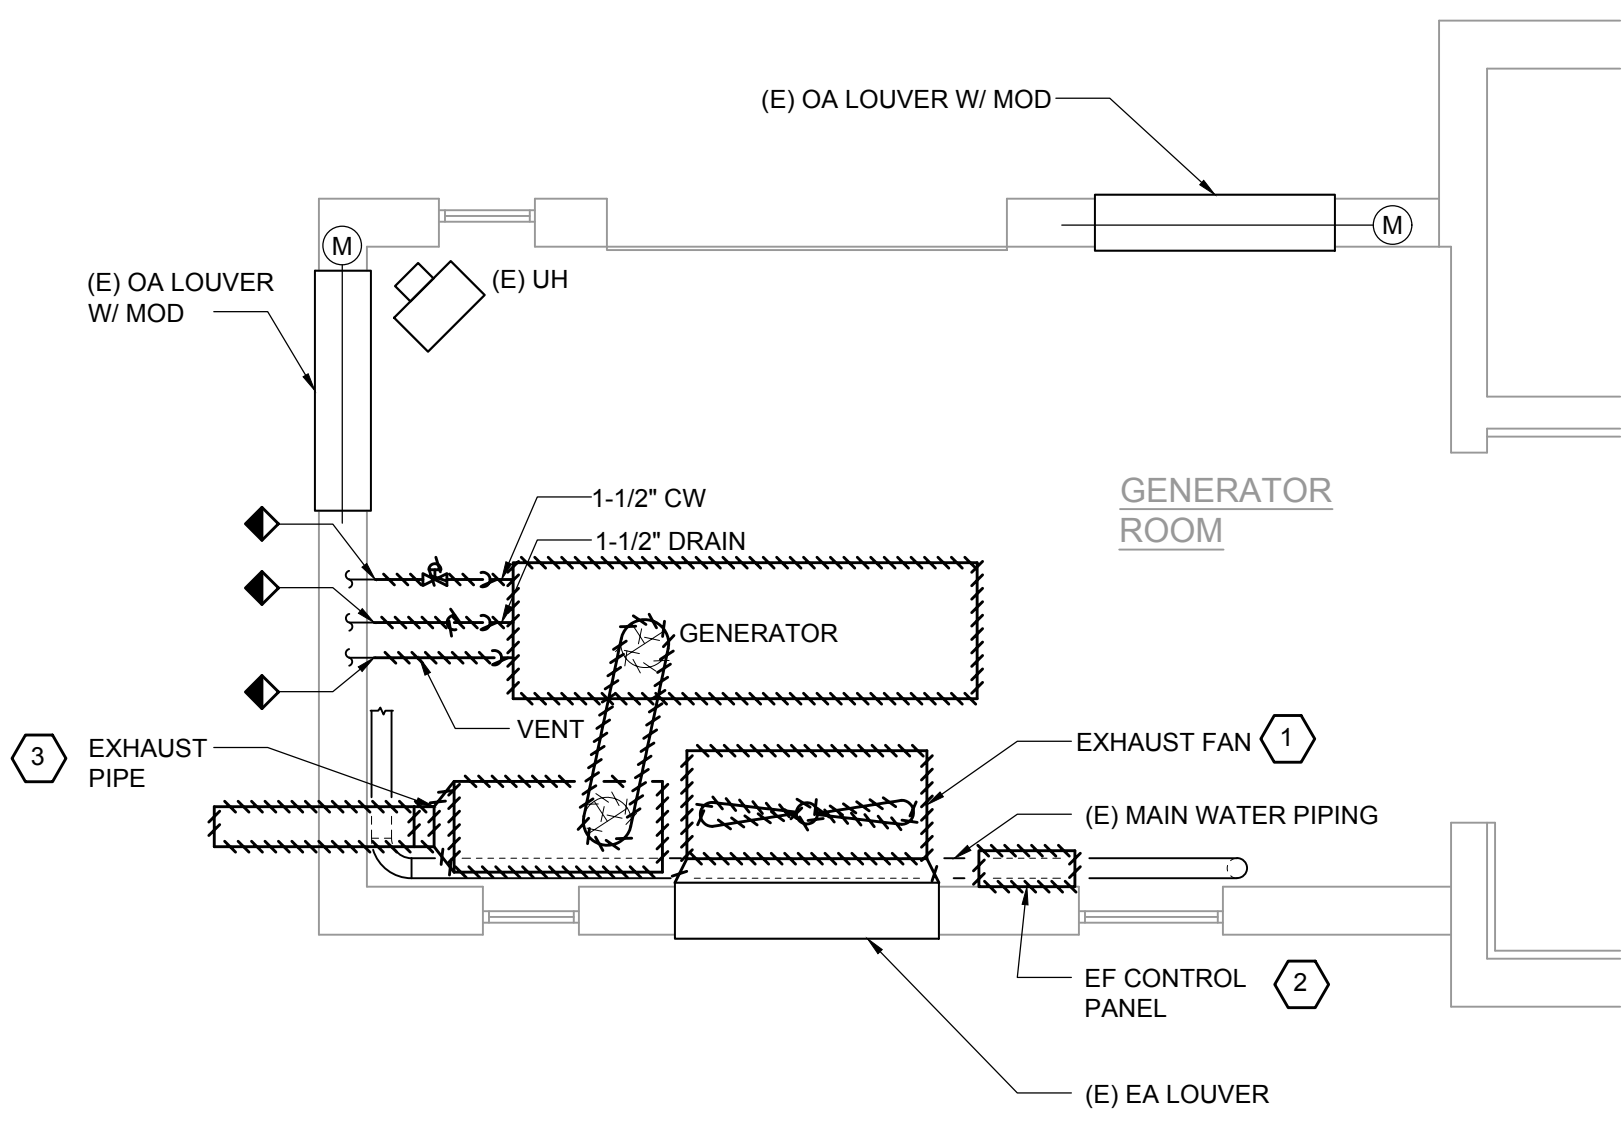 (E) OA LOUVER W/ MOD
M
M
(E) OA LOUVER
W/ MOD
(E) UH
1-1/2" CW
1-1/2" DRAIN
GENERATOR
ROOM
GENERATOR
VENT
3
EXHAUST
PIPE
EXHAUST FAN
1
(E) MAIN WATER PIPING
EF CONTROL
PANEL
2
(E) EA LOUVER